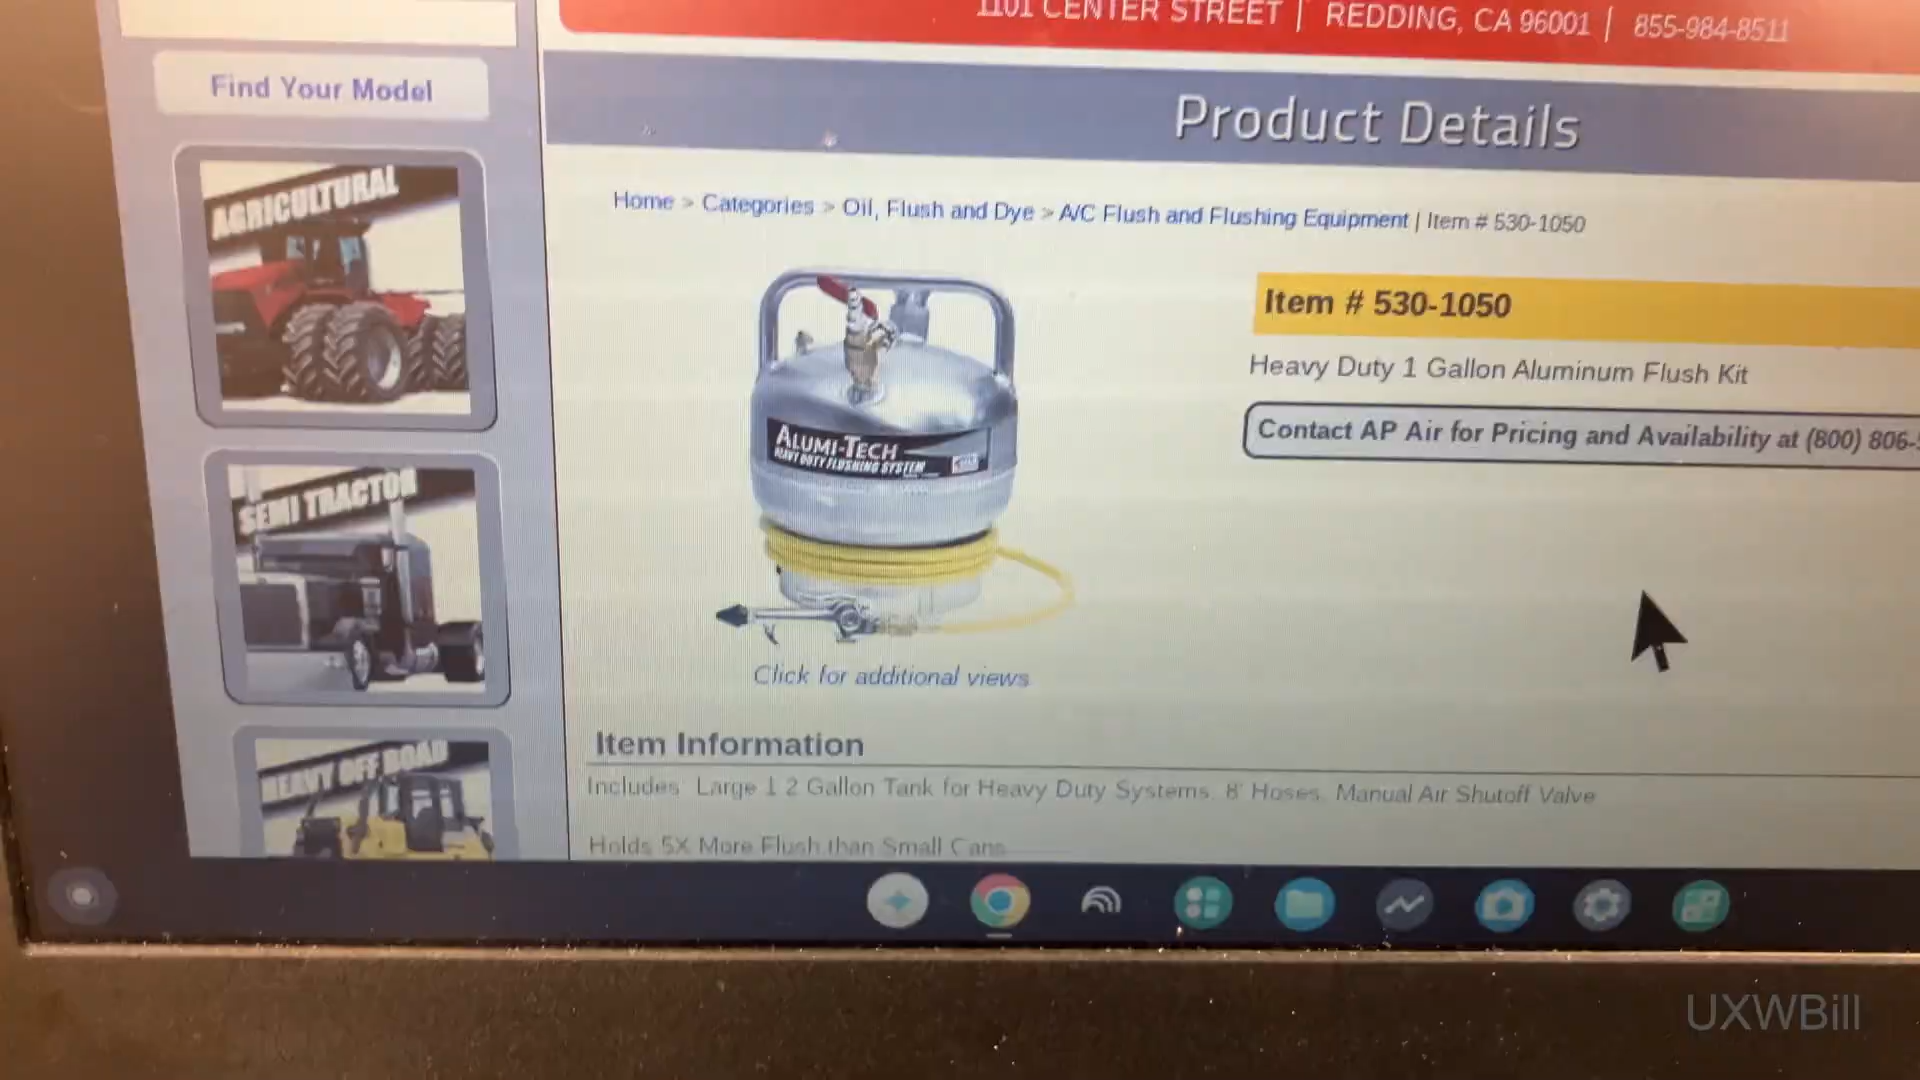 1101 CENTER STREET | REDDING, CA 96001 | 855-984-8511
Find Your Model
Product Details
AGRICULTURAL
Home > Categories > Oil, Flush and Dye > A/C Flush and Flushing Equipment | Item # 530-1050
Item # 530-1050
Heavy Duty 1 Gallon Aluminum Flush Kit
Contact AP Air for Pricing and Availability at (800) 806-
ALUMI-TECH
HEAVY DUTY FLUSHING SYSTEM
SEMI TRACTOR
Click for additional views
Item Information
HEAVY OFF ROAD
Includes: Large 1.2 Gallon Tank for Heavy Duty Systems, 8' Hoses, Manual Air Shutoff Valve
Holds 5X More Flush than Small Cans
UXWBill